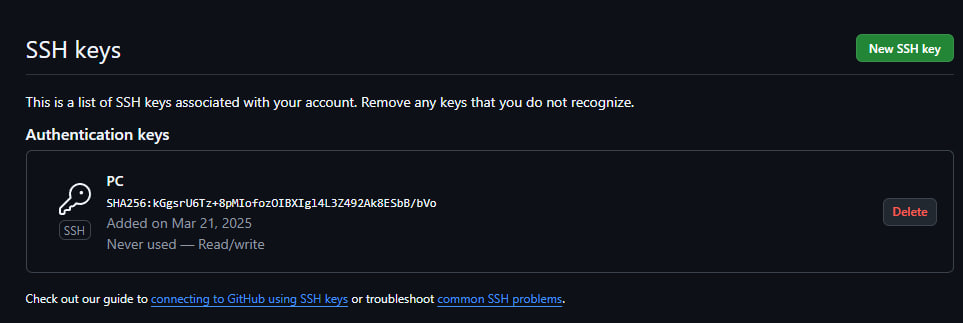 SSH keys
New SSH key
This is a list of SSH keys associated with your account. Remove any keys that you do not recognize.
Authentication keys
PC
SHA256:kGgsrU6Tz+8pMIofozOIBXIgl4L3Z492Ak8ESbB/bVo
Added on Mar 21, 2025
Never used — Read/write
SSH
Delete
Check out our guide to connecting to GitHub using SSH keys or troubleshoot common SSH problems.